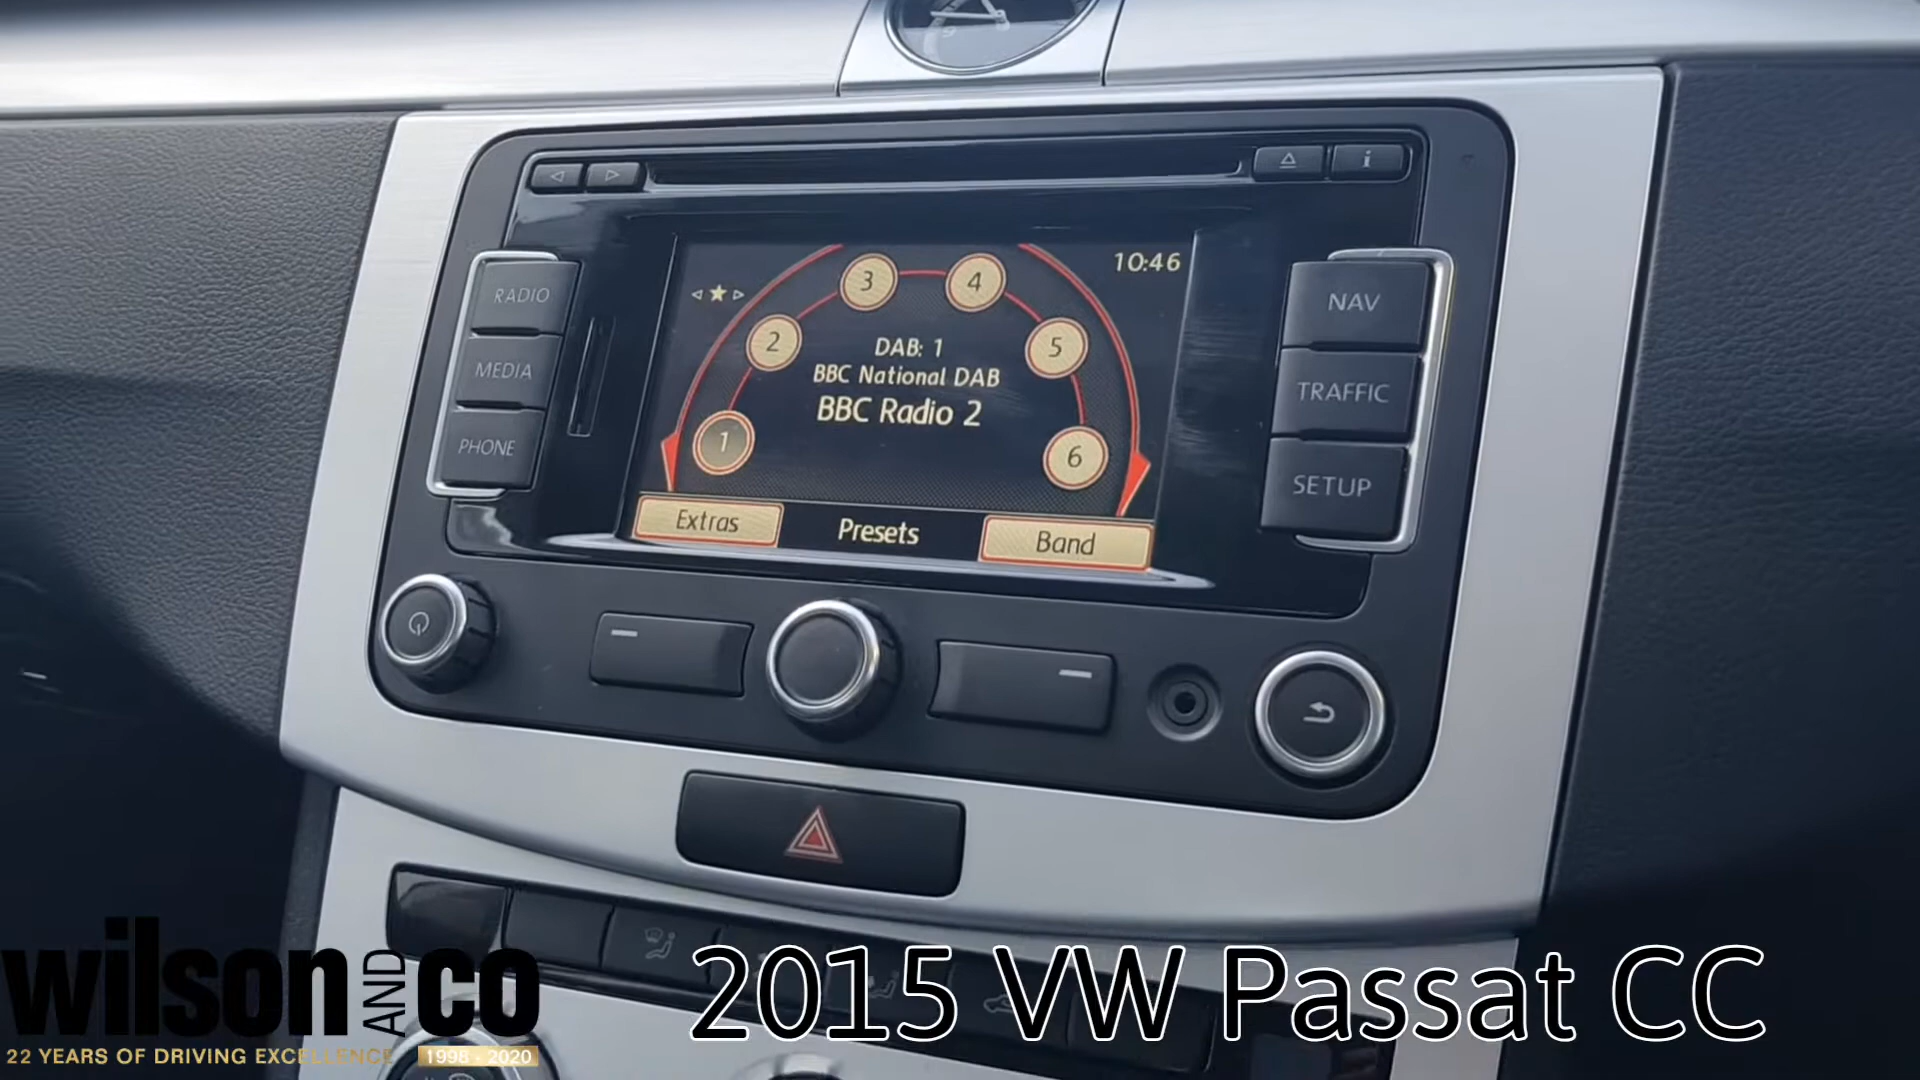 RADIO
MEDIA
PHONE
10:46
3
4
2
5
1
6
DAB: 1
BBC National DAB
BBC Radio 2
Extras
Presets
Band
NAV
TRAFFIC
SETUP
wilson AND co
22 YEARS OF DRIVING EXCELLENCE 1998 - 2020
2015 VW Passat CC